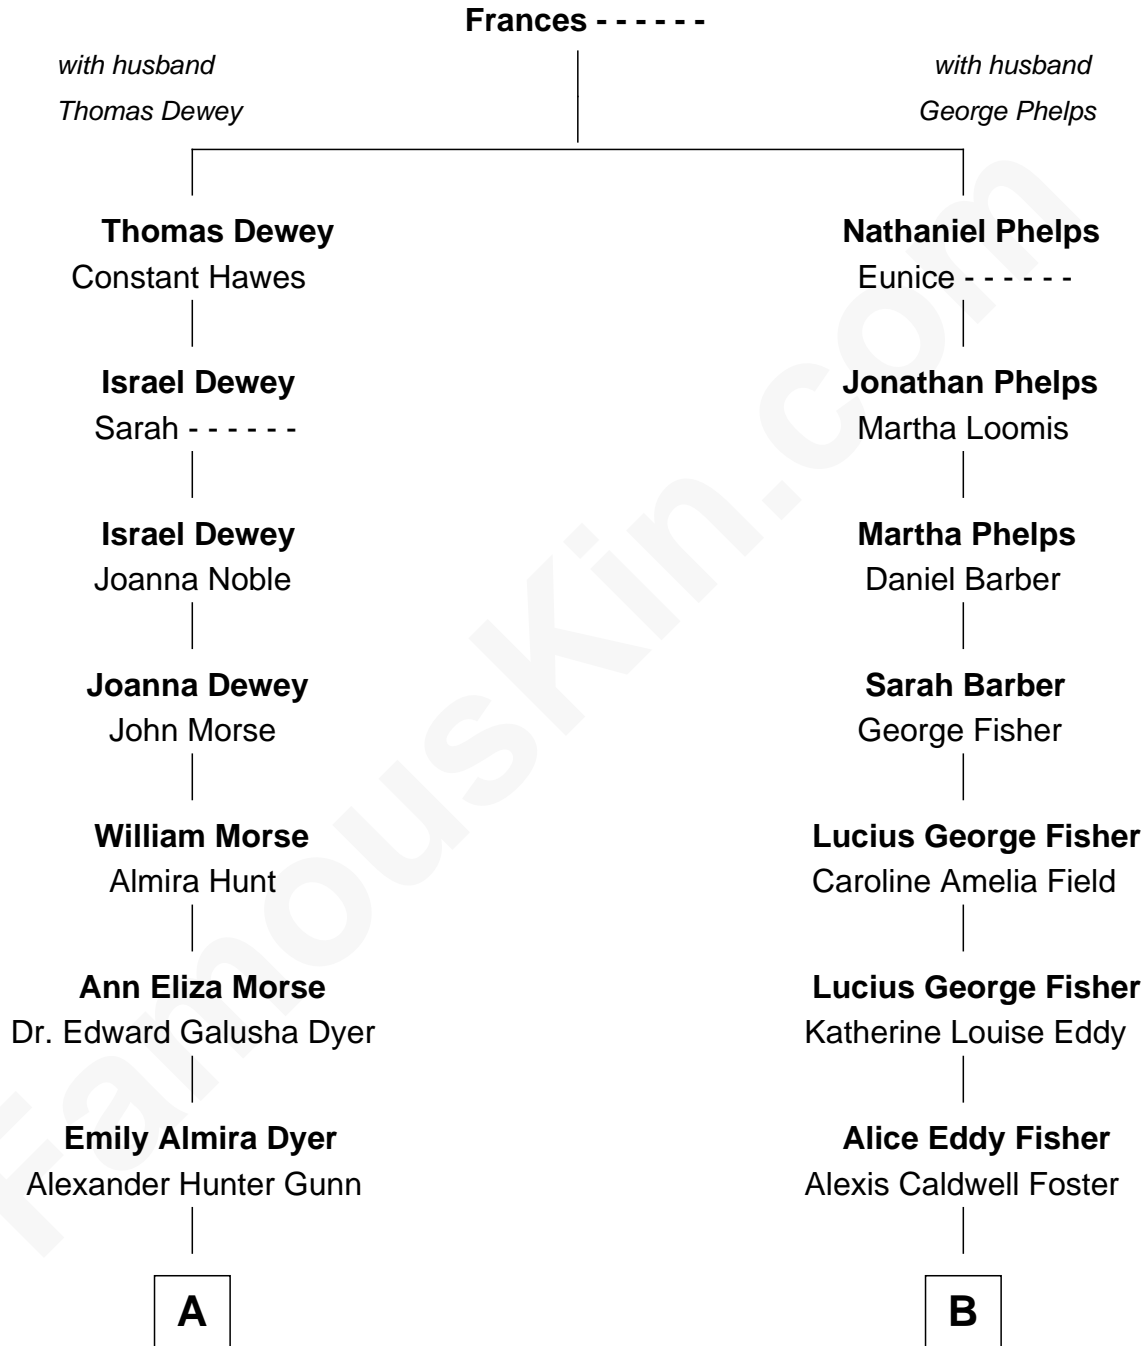 Frances - - - - - -
with husband
Thomas Dewey
with husband
George Phelps
Thomas Dewey
Constant Hawes
Nathaniel Phelps
Eunice - - - - - -
Israel Dewey
Sarah - - - - - -
Jonathan Phelps
Martha Loomis
Israel Dewey
Joanna Noble
Martha Phelps
Daniel Barber
Joanna Dewey
John Morse
Sarah Barber
George Fisher
William Morse
Almira Hunt
Lucius George Fisher
Caroline Amelia Field
Ann Eliza Morse
Dr. Edward Galusha Dyer
Lucius George Fisher
Katherine Louise Eddy
Emily Almira Dyer
Alexander Hunter Gunn
Alice Eddy Fisher
Alexis Caldwell Foster
A
B
FamousKin.com